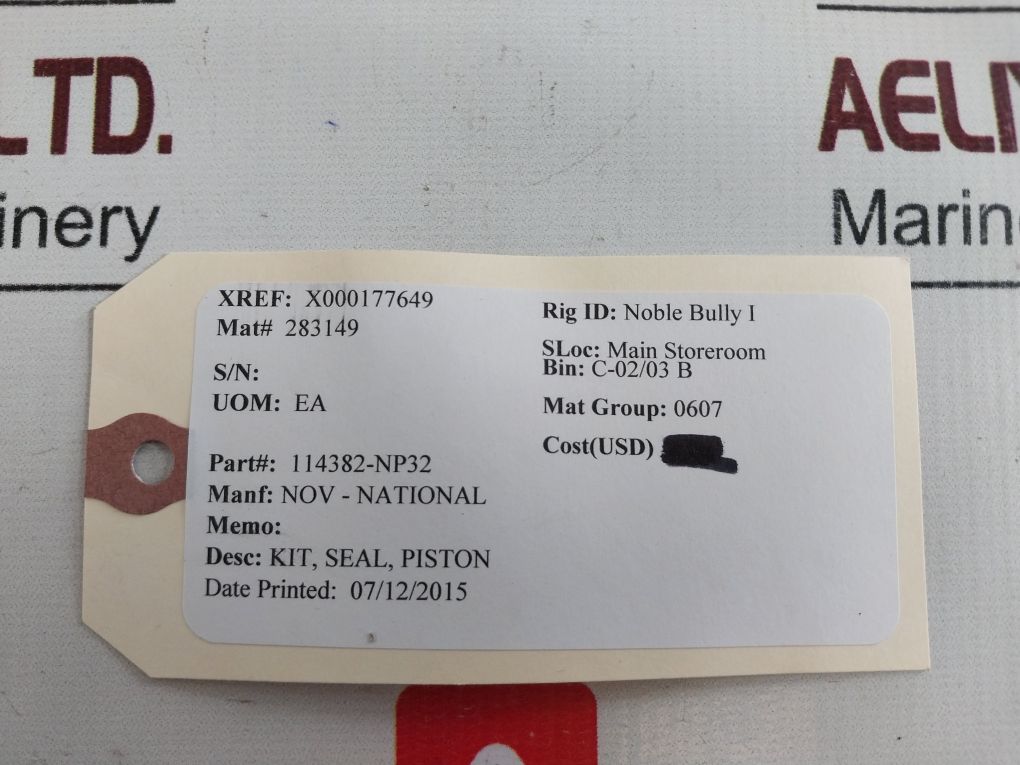 LTD.
AELI
inery
Marin
XREF: X000177649
Mat# 283149
S/N:
UOM: EA
Part#: 114382-NP32
Manf: NOV - NATIONAL
Memo:
Desc: KIT, SEAL, PISTON
Date Printed: 07/12/2015
Rig ID: Noble Bully I
SLoc: Main Storeroom
Bin: C-02/03 B
Mat Group: 0607
Cost(USD)